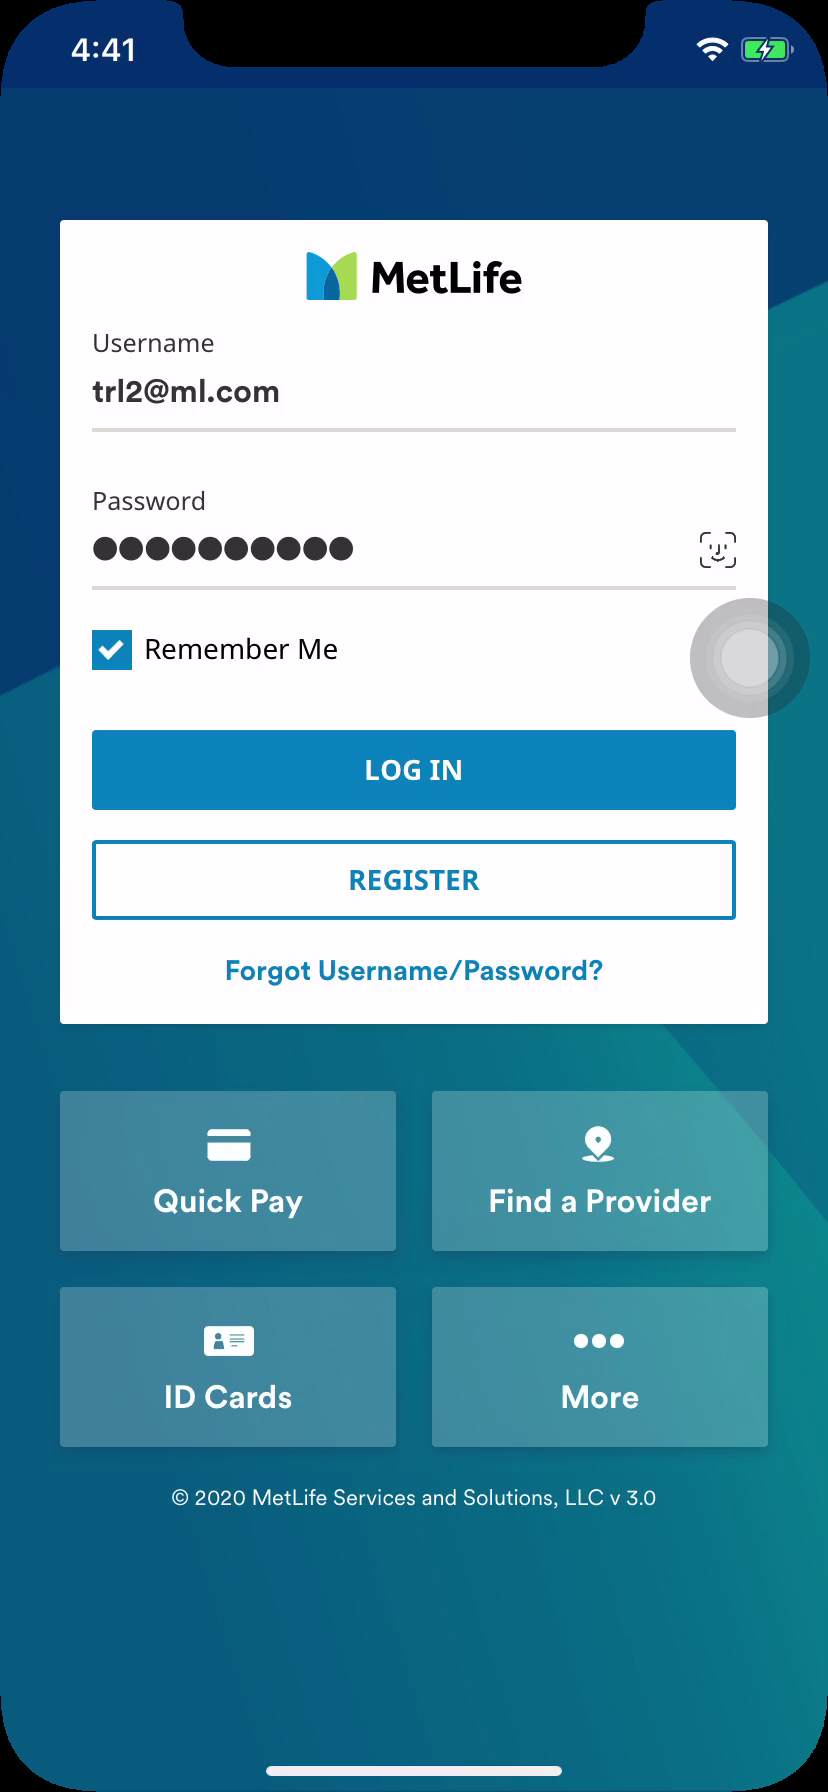 4:41
MetLife
Username
trl2@ml.com
Password
●●●●●●●●●●
Remember Me
LOG IN
REGISTER
Forgot Username/Password?
Quick Pay
Find a Provider
ID Cards
More
© 2020 MetLife Services and Solutions, LLC v 3.0